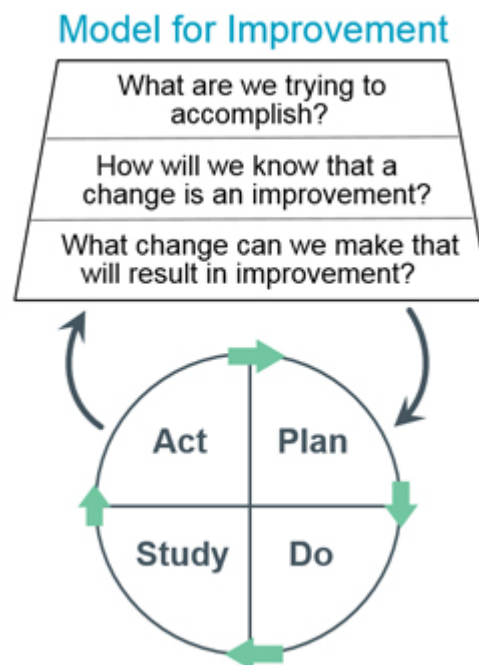 Model for Improvement
What are we trying to
accomplish?
How will we know that a
change is an improvement?
What change can we make that
will result in improvement?
Act
Plan
Study
Do